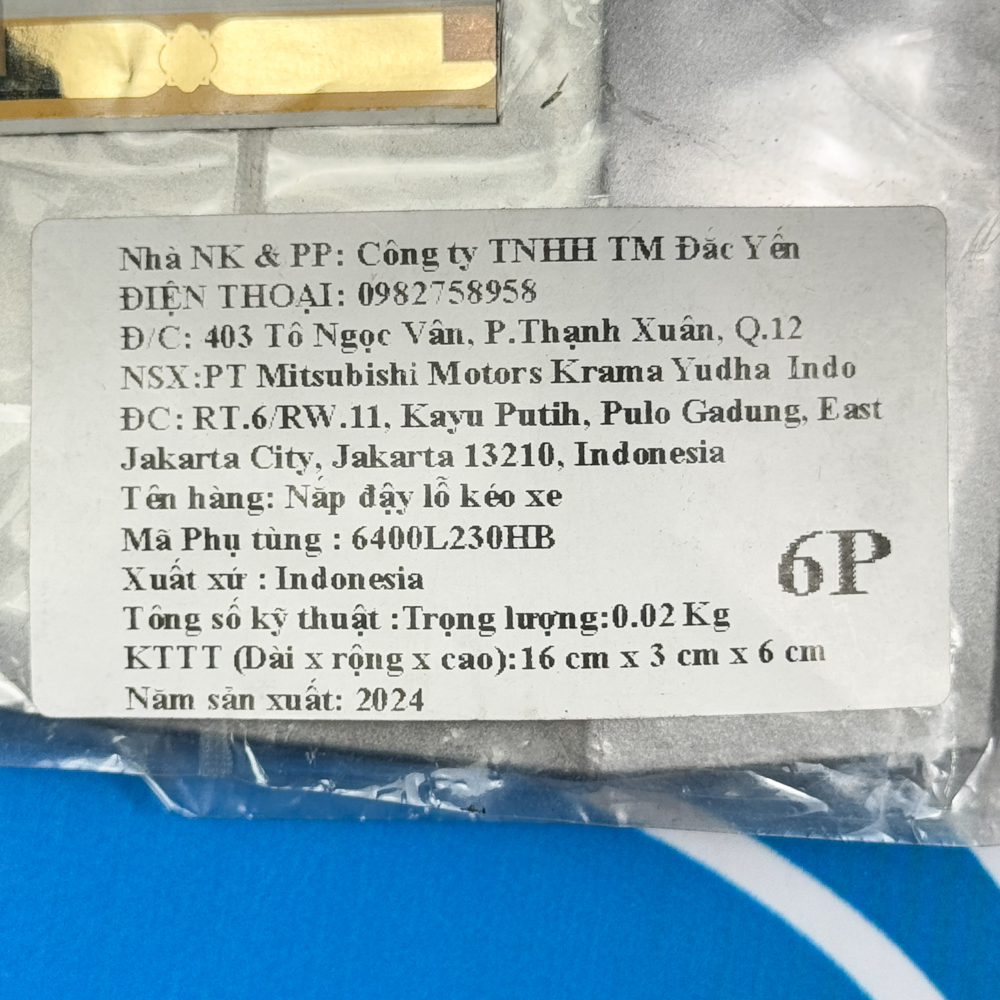 Nhà NK & PP: Công ty TNHH TM Đắc Yến
ĐIỆN THOẠI: 0982758958
Đ/C: 403 Tô Ngọc Vân, P.Thạnh Xuân, Q.12
NSX:PT Mitsubishi Motors Krama Yudha Indo
ĐC: RT.6/RW.11, Kayu Putih, Pulo Gadung, East
Jakarta City, Jakarta 13210, Indonesia
Tên hàng: Nắp đậy lỗ kéo xe
Mã Phụ tùng : 6400L230HB
Xuất xứ : Indonesia
6P
Tông số kỹ thuật :Trọng lượng:0.02 Kg
KTTT (Dài x rộng x cao):16 cm x 3 cm x 6 cm
Năm sản xuất: 2024